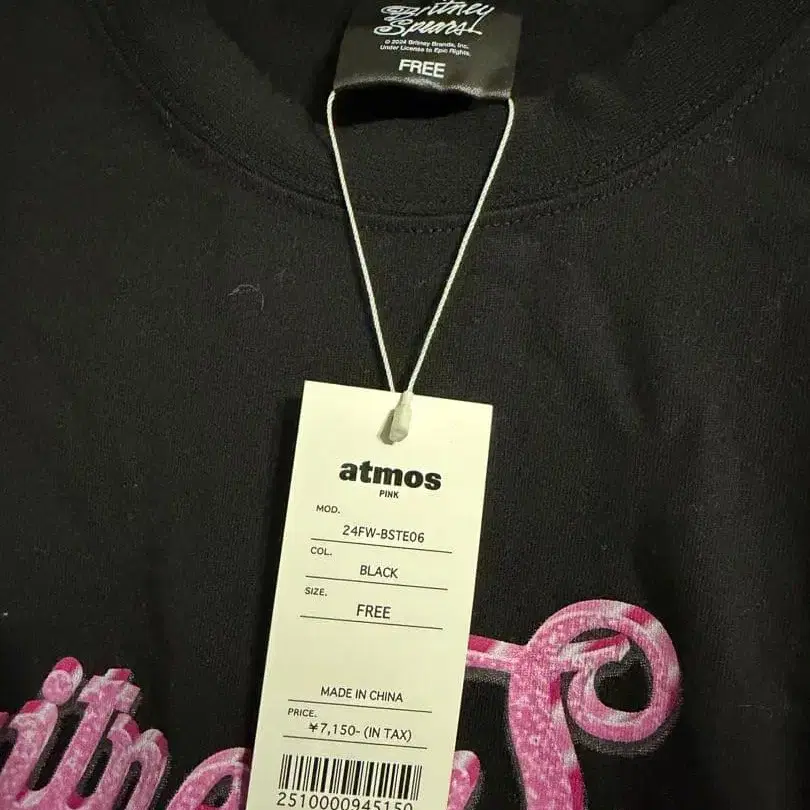 Britney
Spears
© 2024 Britney Brands, Inc.
Under License to Epic Rights.
FREE
atmos
PINK
MOD.
24FW-BSTE06
COL.
BLACK
SIZE.
FREE
MADE IN CHINA
PRICE.
¥7,150- (IN TAX)
2510000945150